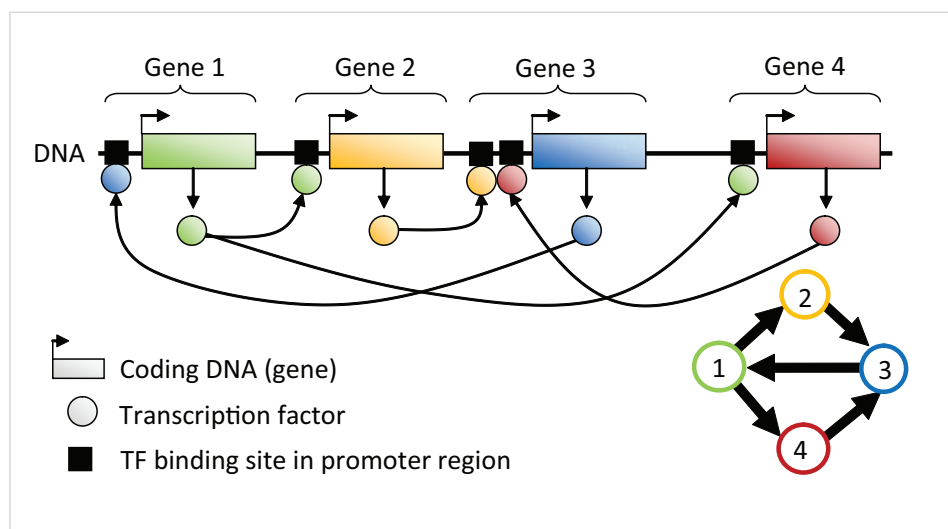 Gene 1
Gene 2
Gene 3
Gene 4
DNA
2
1
3
4
Coding DNA (gene)
Transcription factor
TF binding site in promoter region